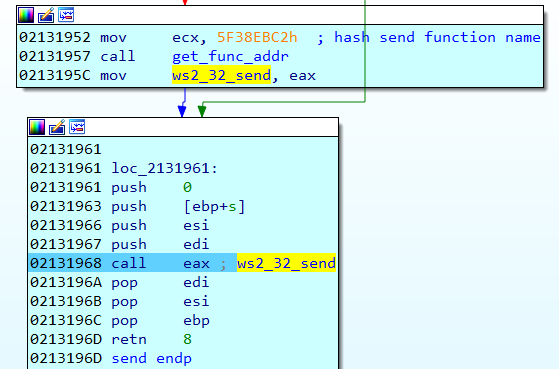 02131952 mov ecx, 5F38EBC2h ; hash send function name
02131957 call get_func_addr
0213195C mov ws2_32_send, eax
02131961
02131961 loc_2131961:
02131961 push 0
02131963 push [ebp+s]
02131966 push esi
02131967 push edi
02131968 call eax ; ws2_32_send
0213196A pop edi
0213196B pop esi
0213196C pop ebp
0213196D retn 8
0213196D send endp